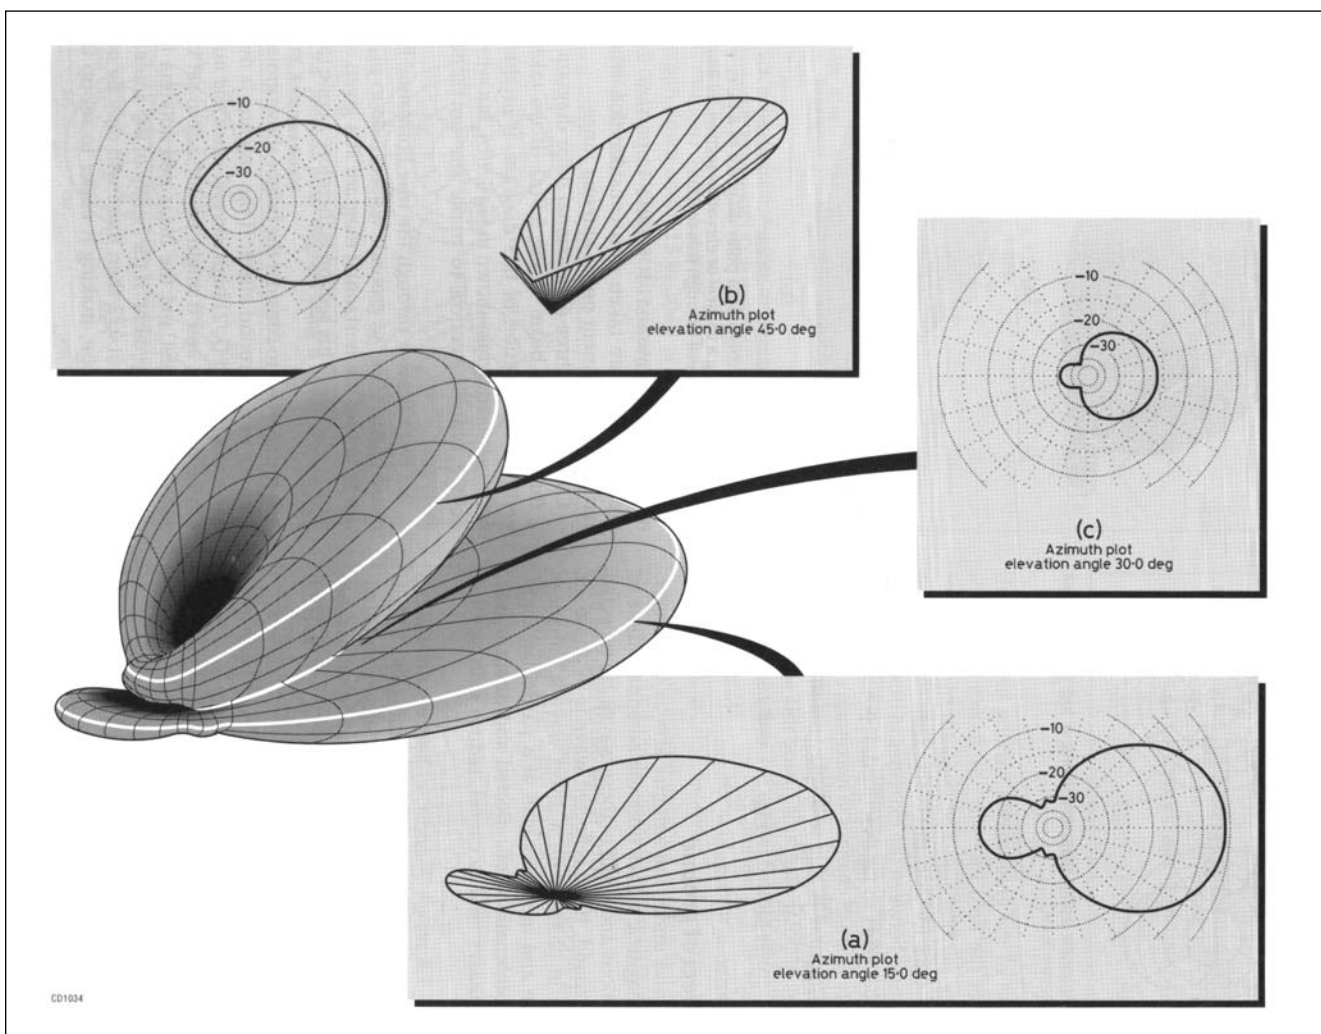 −10
−20
−30
(b)
Azimuth plot
elevation angle 45·0 deg
−10
−20
−30
(c)
Azimuth plot
elevation angle 30·0 deg
−10
−20
−30
(a)
Azimuth plot
elevation angle 15·0 deg
CD1034